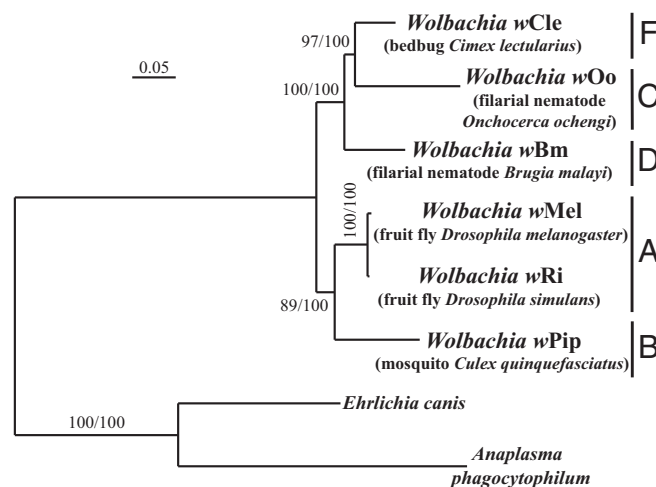 Wolbachia wCle
(bedbug Cimex lectularius)
F
97/100
0.05
Wolbachia wOo
(filarial nematode
Onchocerca ochengi)
C
100/100
Wolbachia wBm
(filarial nematode Brugia malayi)
D
100/100
Wolbachia wMel
(fruit fly Drosophila melanogaster)
A
Wolbachia wRi
(fruit fly Drosophila simulans)
89/100
Wolbachia wPip
(mosquito Culex quinquefasciatus)
B
Ehrlichia canis
100/100
Anaplasma
phagocytophilum